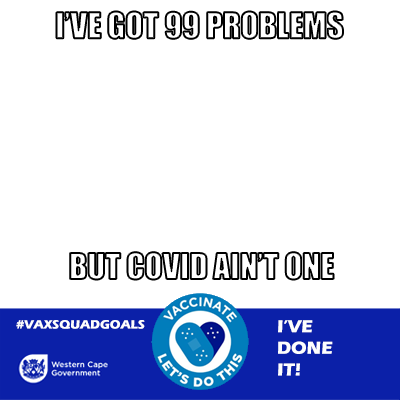 I'VE GOT 99 PROBLEMS
BUT COVID AIN'T ONE
#VAXSQUADGOALS
Western Cape
Government
VACCINATE
LET'S DO THIS
I'VE
DONE
IT!